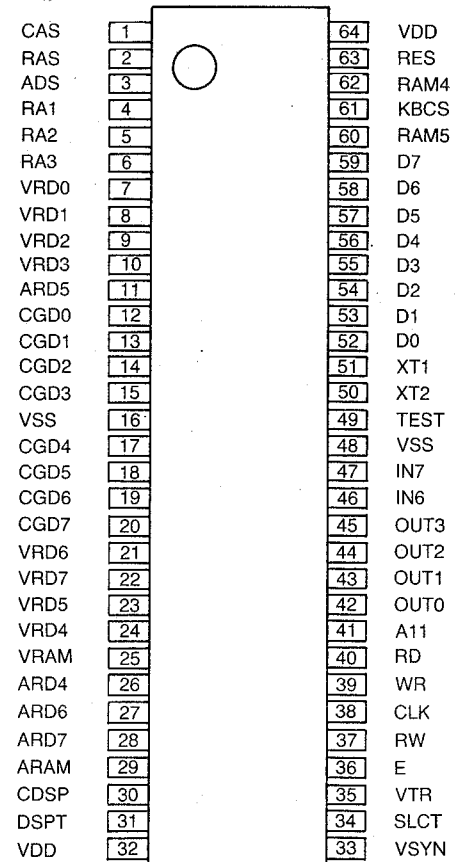 CAS 1 64 VDD
RAS 2 63 RES
ADS 3 62 RAM4
RA1 4 61 KBCS
RA2 5 60 RAM5
RA3 6 59 D7
VRD0 7 58 D6
VRD1 8 57 D5
VRD2 9 56 D4
VRD3 10 55 D3
ARD5 11 54 D2
CGD0 12 53 D1
CGD1 13 52 D0
CGD2 14 51 XT1
CGD3 15 50 XT2
VSS 16 49 TEST
CGD4 17 48 VSS
CGD5 18 47 IN7
CGD6 19 46 IN6
CGD7 20 45 OUT3
VRD6 21 44 OUT2
VRD7 22 43 OUT1
VRD5 23 42 OUT0
VRD4 24 41 A11
VRAM 25 40 RD
ARD4 26 39 WR
ARD6 27 38 CLK
ARD7 28 37 RW
ARAM 29 36 E
CDSP 30 35 VTR
DSPT 31 34 SLCT
VDD 32 33 VSYN